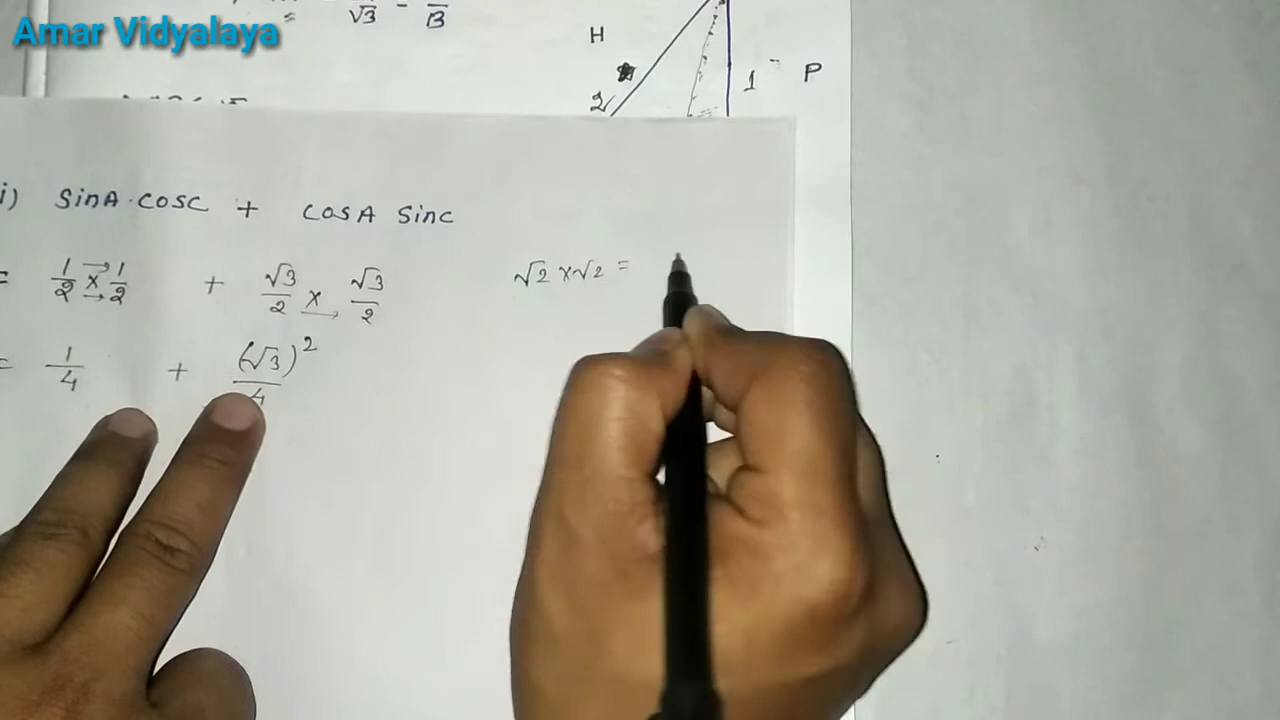 Amar Vidyalaya
= √3 - √3
H
2
1
P
i) sinA·cosC + cosA sinC
= 1/2 × 1/2 + √3/2 × √3/2
√2 × √2 =
= 1/4 + (√3)²/4